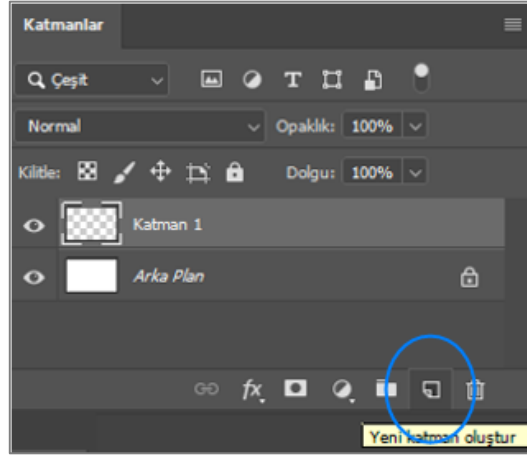 Katmanlar
Çeşit
Normal Opaklık: 100%
Kilitle: Dolgu: 100%
Katman 1
Arka Plan
fx
Yeni katman oluştur